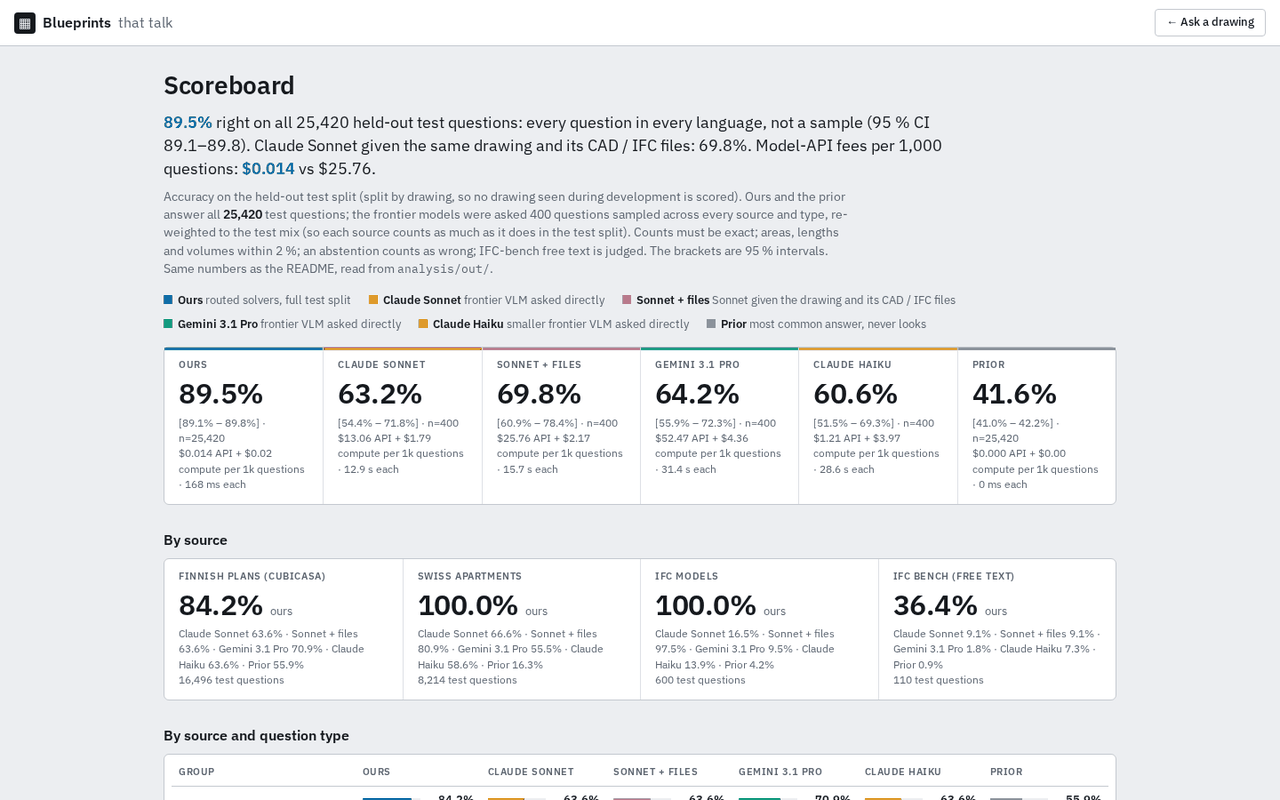 Blueprints that talk
← Ask a drawing
Scoreboard
89.5% right on all 25,420 held-out test questions: every question in every language, not a sample (95 % CI
89.1–89.8). Claude Sonnet given the same drawing and its CAD / IFC files: 69.8%. Model-API fees per 1,000
questions: $0.014 vs $25.76.
Accuracy on the held-out test split (split by drawing, so no drawing seen during development is scored). Ours and the prior
answer all 25,420 test questions; the frontier models were asked 400 questions sampled across every source and type, re-
weighted to the test mix (so each source counts as much as it does in the test split). Counts must be exact; areas, lengths
and volumes within 2 %; an abstention counts as wrong; IFC-bench free text is judged. The brackets are 95 % intervals.
Same numbers as the README, read from analysis/out/.
Ours routed solvers, full test split Claude Sonnet frontier VLM asked directly Sonnet + files Sonnet given the drawing and its CAD / IFC files
Gemini 3.1 Pro frontier VLM asked directly Claude Haiku smaller frontier VLM asked directly Prior most common answer, never looks
OURS
89.5%
[89.1% – 89.8%] ·
n=25,420
$0.014 API + $0.02
compute per 1k questions
· 168 ms each
CLAUDE SONNET
63.2%
[54.4% – 71.8%] · n=400
$13.06 API + $1.79
compute per 1k questions
· 12.9 s each
SONNET + FILES
69.8%
[60.9% – 78.4%] · n=400
$25.76 API + $2.17
compute per 1k questions
· 15.7 s each
GEMINI 3.1 PRO
64.2%
[55.9% – 72.3%] · n=400
$52.47 API + $4.36
compute per 1k questions
· 31.4 s each
CLAUDE HAIKU
60.6%
[51.5% – 69.3%] · n=400
$1.21 API + $3.97
compute per 1k questions
· 28.6 s each
PRIOR
41.6%
[41.0% – 42.2%] ·
n=25,420
$0.000 API + $0.00
compute per 1k questions
· 0 ms each
By source
FINNISH PLANS (CUBICASA)
84.2% ours
Claude Sonnet 63.6% · Sonnet + files
63.6% · Gemini 3.1 Pro 70.9% · Claude
Haiku 63.6% · Prior 55.9%
16,496 test questions
SWISS APARTMENTS
100.0% ours
Claude Sonnet 66.6% · Sonnet + files
80.9% · Gemini 3.1 Pro 55.5% · Claude
Haiku 58.6% · Prior 16.3%
8,214 test questions
IFC MODELS
100.0% ours
Claude Sonnet 16.5% · Sonnet + files
97.5% · Gemini 3.1 Pro 9.5% · Claude
Haiku 13.9% · Prior 4.2%
600 test questions
IFC BENCH (FREE TEXT)
36.4% ours
Claude Sonnet 9.1% · Sonnet + files 9.1% ·
Gemini 3.1 Pro 1.8% · Claude Haiku 7.3% ·
Prior 0.9%
110 test questions
By source and question type
GROUP OURS CLAUDE SONNET SONNET + FILES GEMINI 3.1 PRO CLAUDE HAIKU PRIOR
84.2% 63.6% 63.6% 70.9% 63.6% 55.9%